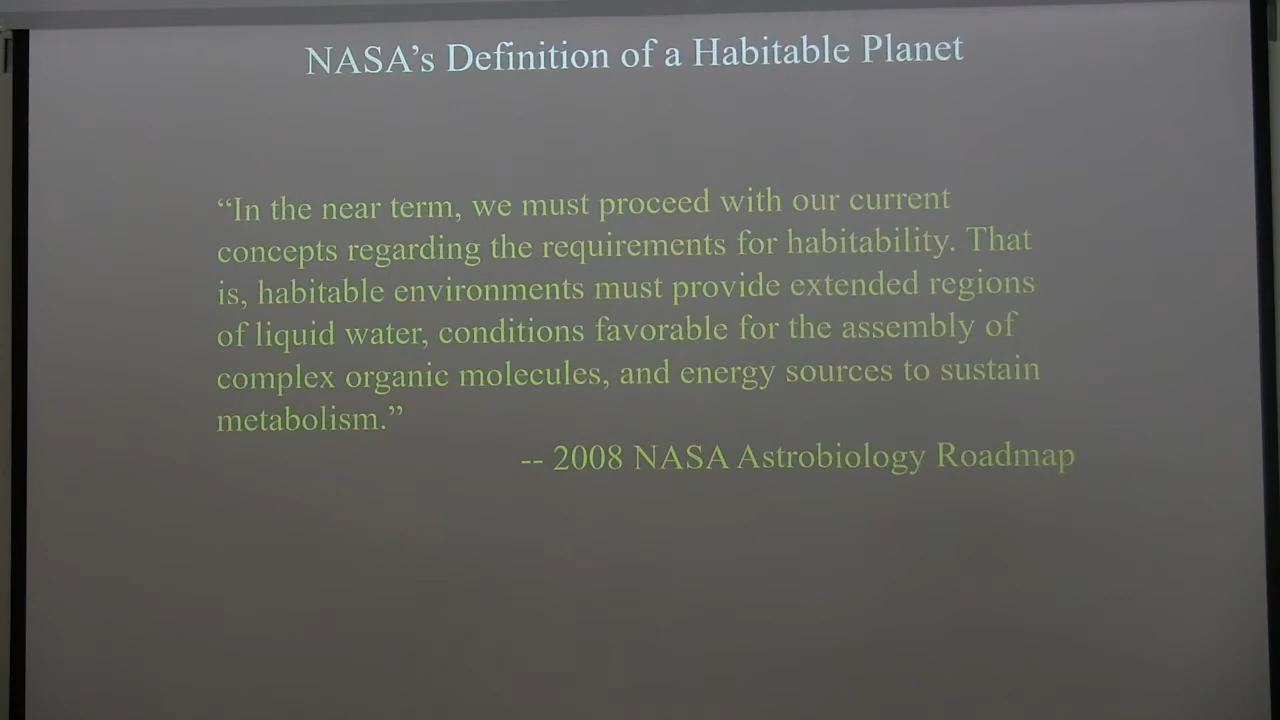 NASA’s Definition of a Habitable Planet
“In the near term, we must proceed with our current
concepts regarding the requirements for habitability. That
is, habitable environments must provide extended regions
of liquid water, conditions favorable for the assembly of
complex organic molecules, and energy sources to sustain
metabolism.”
-- 2008 NASA Astrobiology Roadmap